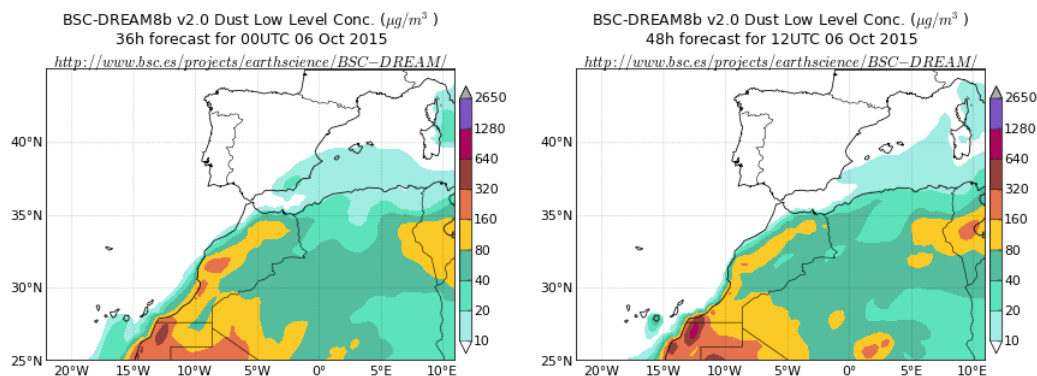 BSC-DREAM8b v2.0 Dust Low Level Conc. (μg/m³ )
36h forecast for 00UTC 06 Oct 2015
http://www.bsc.es/projects/earthscience/BSC−DREAM/
40°N
35°N
30°N
25°N
20°W 15°W 10°W 5°W 0°E 5°E 10°E
2650
1280
640
320
160
80
40
20
10
BSC-DREAM8b v2.0 Dust Low Level Conc. (μg/m³ )
48h forecast for 12UTC 06 Oct 2015
http://www.bsc.es/projects/earthscience/BSC−DREAM/
40°N
35°N
30°N
25°N
20°W 15°W 10°W 5°W 0°E 5°E 10°E
2650
1280
640
320
160
80
40
20
10